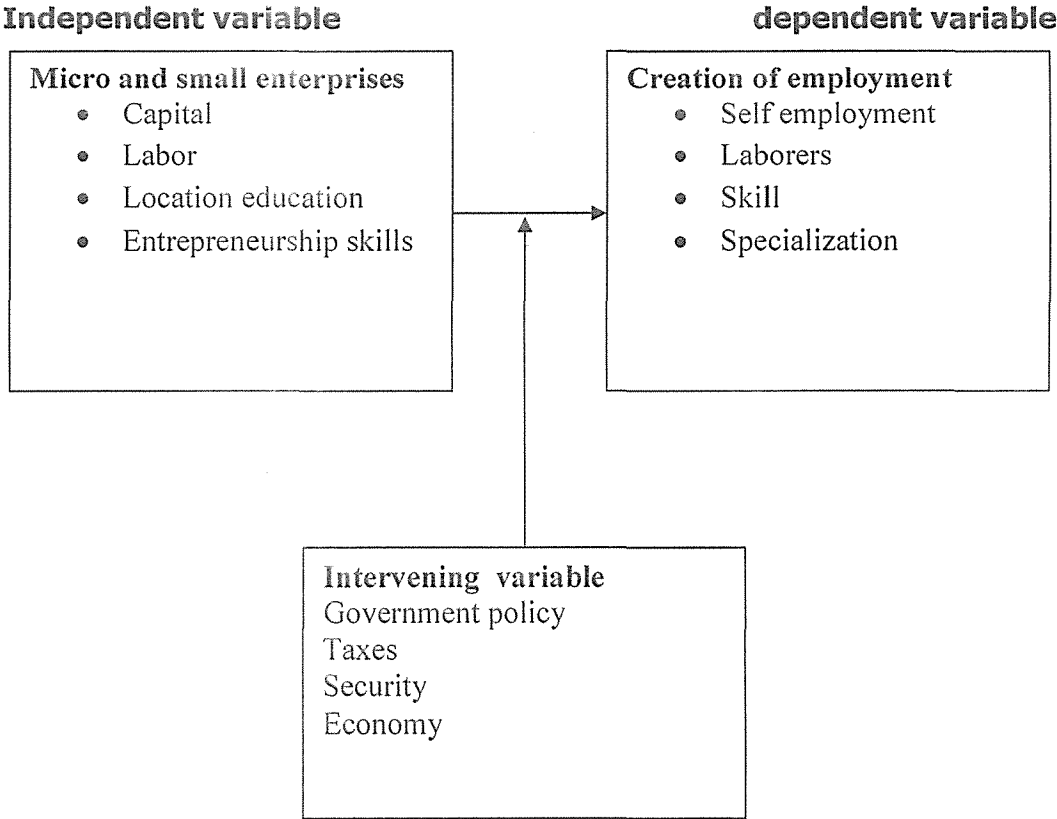 Independent variable
dependent variable
Micro and small enterprises
• Capital
• Labor
• Location education
• Entrepreneurship skills
Creation of employment
• Self employment
• Laborers
• Skill
• Specialization
Intervening variable
Government policy
Taxes
Security
Economy